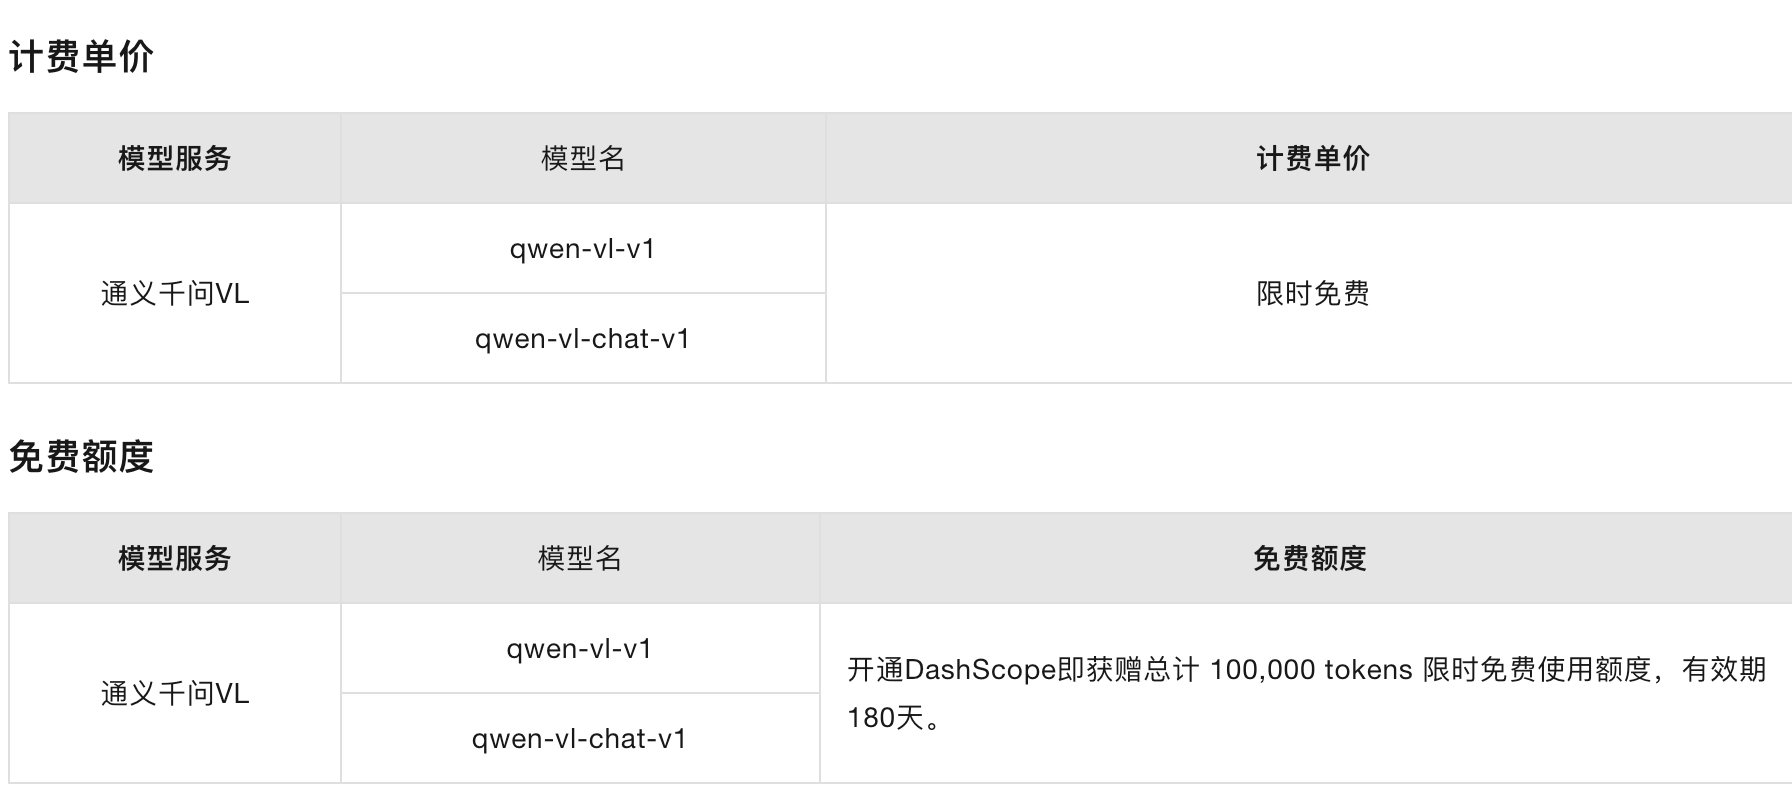 计费单价
模型服务
模型名
计费单价
通义千问VL
qwen-vl-v1
限时免费
qwen-vl-chat-v1
免费额度
模型服务
模型名
免费额度
通义千问VL
qwen-vl-v1
开通DashScope即获赠总计 100,000 tokens 限时免费使用额度，有效期
180天。
qwen-vl-chat-v1